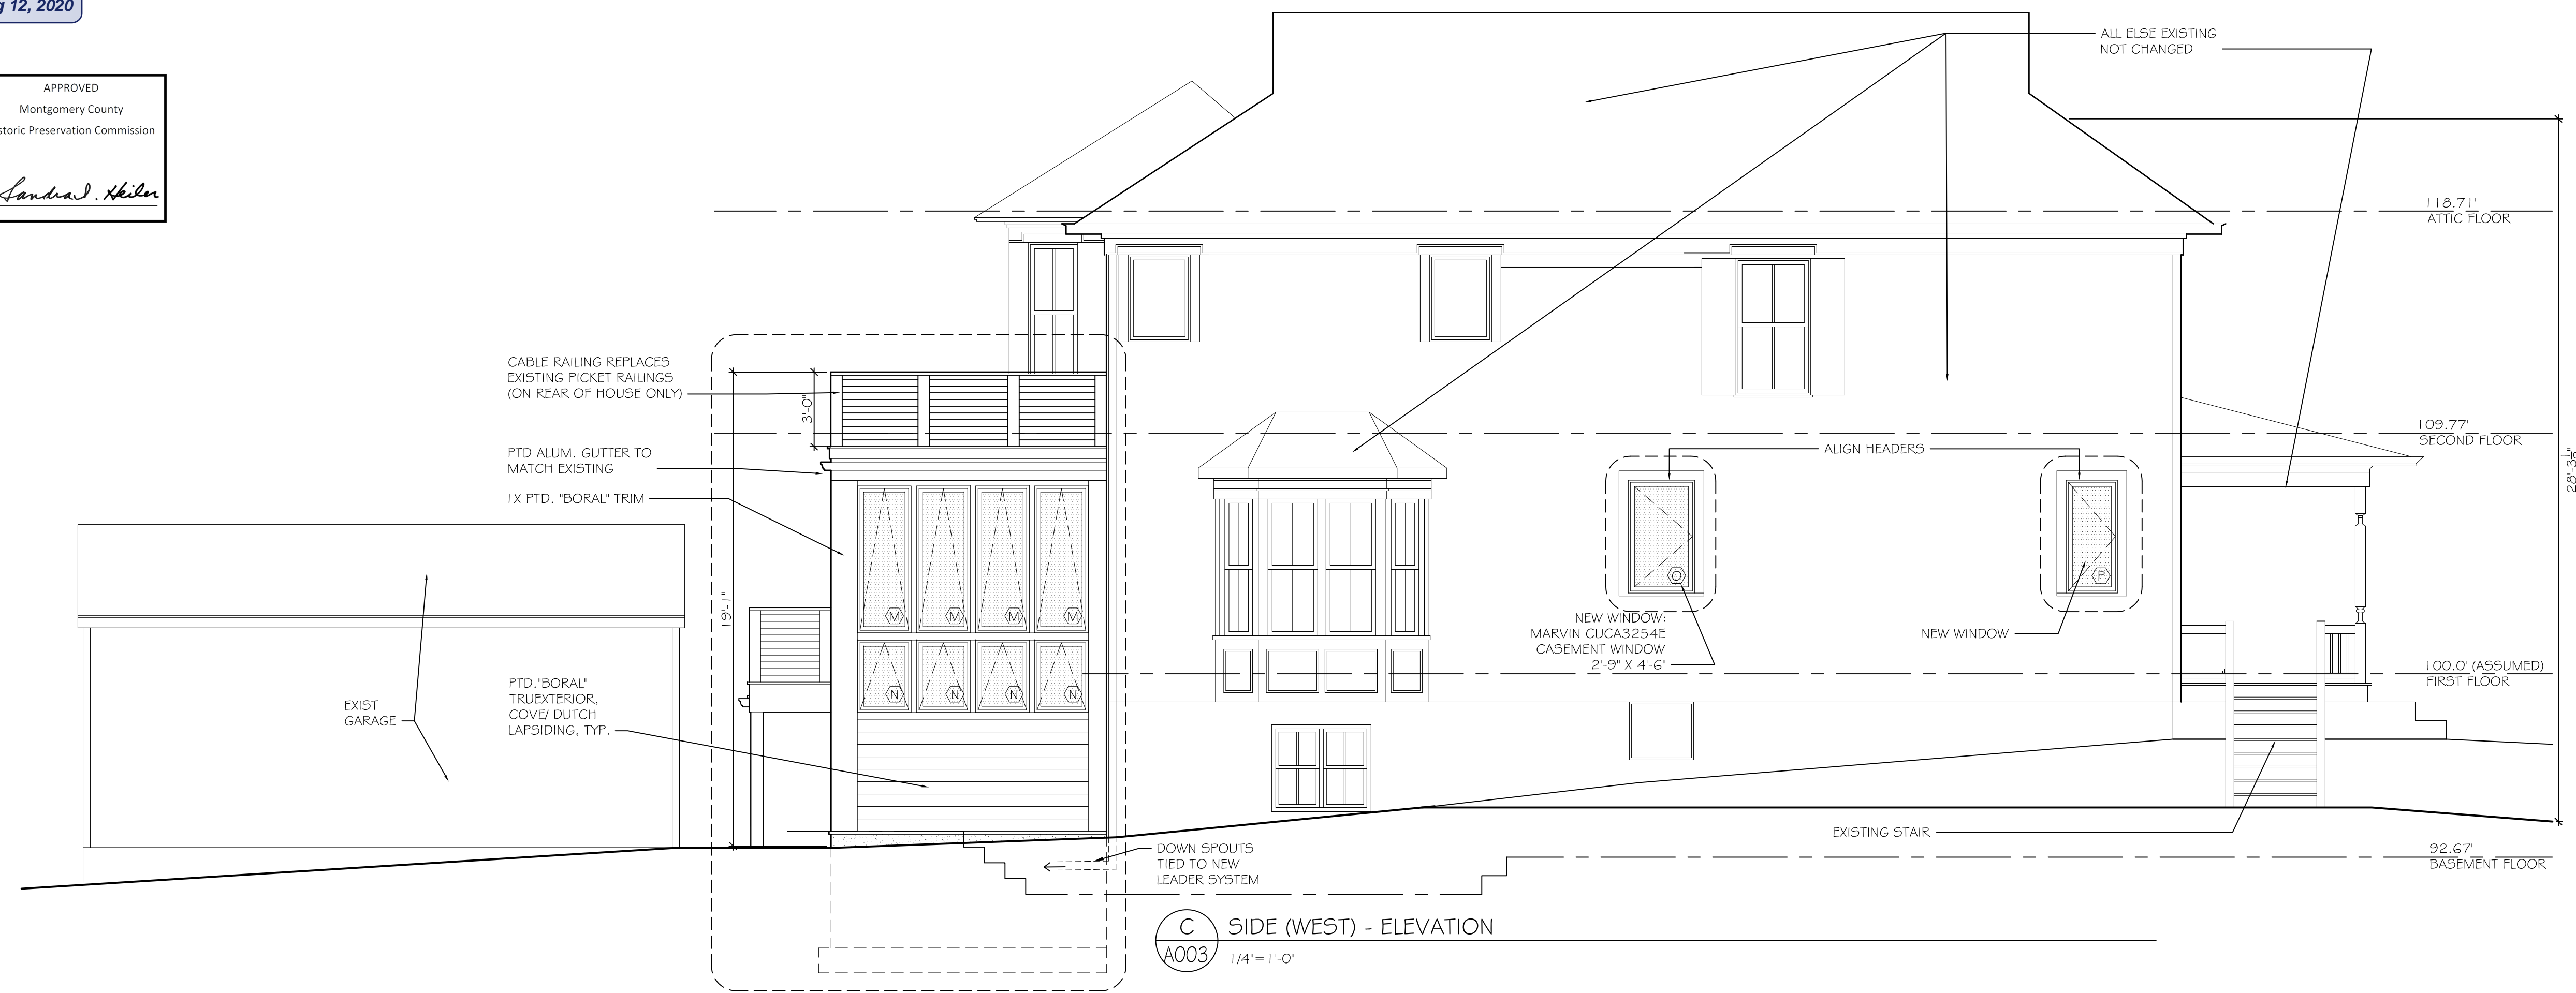 12, 2020
APPROVED
Montgomery County
Preservation Commission
Sandra I. Heiler
ALL ELSE EXISTING
NOT CHANGED
118.71'
ATTIC FLOOR
CABLE RAILING REPLACES
EXISTING PICKET RAILINGS
(ON REAR OF HOUSE ONLY)
3'-0"
109.77'
SECOND FLOOR
ALIGN HEADERS
PTD ALUM. GUTTER TO
MATCH EXISTING
1X PTD. "BORAL" TRIM
19'-1"
M M M M
O
P
NEW WINDOW:
MARVIN CUCA3254E
CASEMENT WINDOW
2'-9" X 4'-6"
NEW WINDOW
100.0' (ASSUMED)
FIRST FLOOR
N N N N
PTD."BORAL"
TRUEXTERIOR,
COVE/ DUTCH
LAPSIDING, TYP.
EXIST
GARAGE
EXISTING STAIR
DOWN SPOUTS
TIED TO NEW
LEADER SYSTEM
92.67'
BASEMENT FLOOR
C
A003
SIDE (WEST) - ELEVATION
1/4"=1'-0"